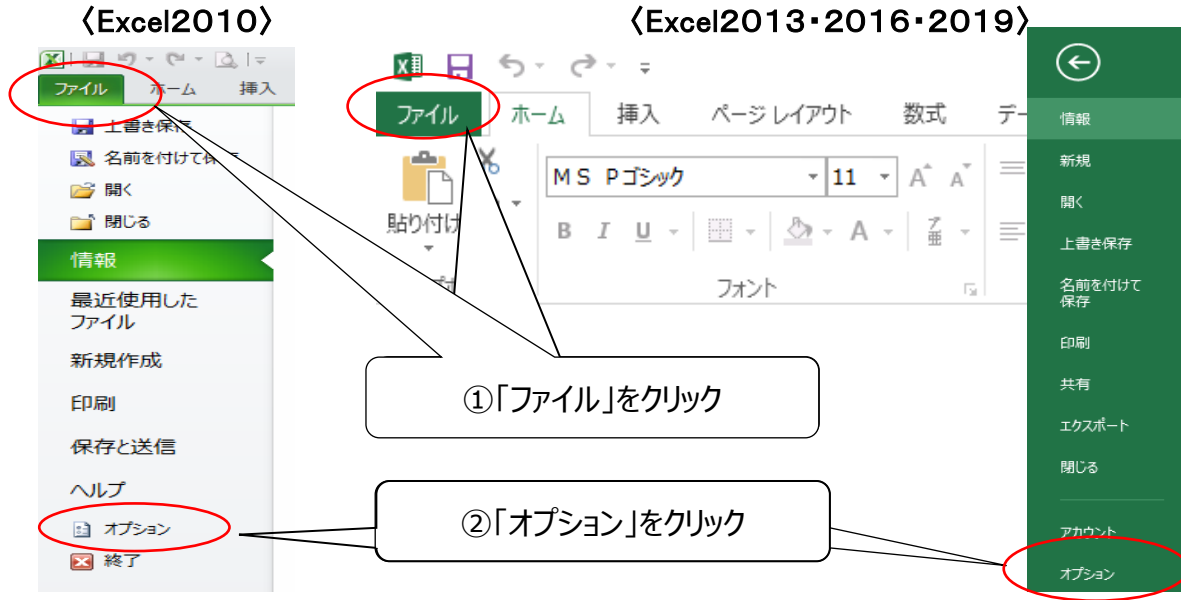 〈Excel2010〉
ファイル ホーム 挿入
上書き保存
名前を付けて保存
開く
閉じる
情報
最近使用した
ファイル
新規作成
印刷
保存と送信
ヘルプ
オプション
終了
〈Excel2013・2016・2019〉
ファイル ホーム 挿入 ページ レイアウト 数式 デー
貼り付け
ＭＳ Ｐゴシック 11 A A
B I U A ア亜
フォント
①「ファイル」をクリック
②「オプション」をクリック
情報
新規
開く
上書き保存
名前を付けて
保存
印刷
共有
エクスポート
閉じる
アカウント
オプション